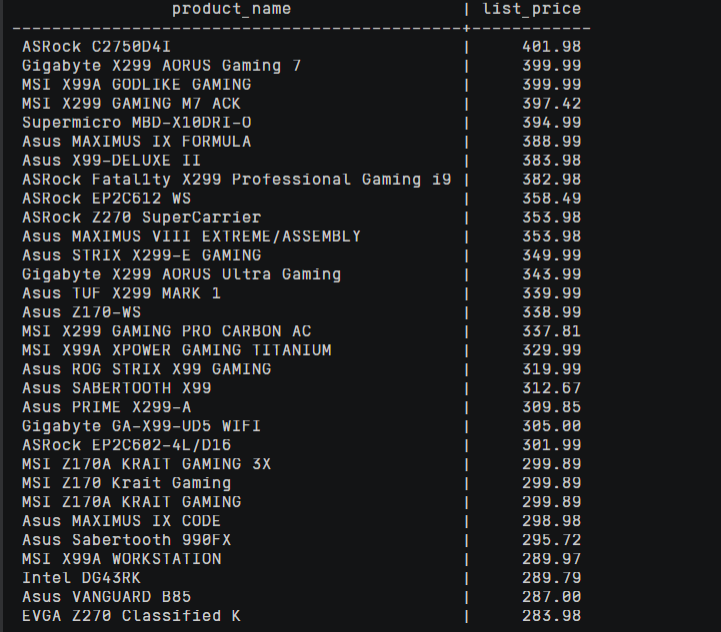 product_name | list_price
---------------------------------------------+------------
ASRock C2750D4I | 401.98
Gigabyte X299 AORUS Gaming 7 | 399.99
MSI X99A GODLIKE GAMING | 399.99
MSI X299 GAMING M7 ACK | 397.42
Supermicro MBD-X10DRI-O | 394.99
Asus MAXIMUS IX FORMULA | 388.99
Asus X99-DELUXE II | 383.98
ASRock Fatal1ty X299 Professional Gaming i9 | 382.98
ASRock EP2C612 WS | 358.49
ASRock Z270 SuperCarrier | 353.98
Asus MAXIMUS VIII EXTREME/ASSEMBLY | 353.98
Asus STRIX X299-E GAMING | 349.99
Gigabyte X299 AORUS Ultra Gaming | 343.99
Asus TUF X299 MARK 1 | 339.99
Asus Z170-WS | 338.99
MSI X299 GAMING PRO CARBON AC | 337.81
MSI X99A XPOWER GAMING TITANIUM | 329.99
Asus ROG STRIX X99 GAMING | 319.99
Asus SABERTOOTH X99 | 312.67
Asus PRIME X299-A | 309.85
Gigabyte GA-X99-UD5 WIFI | 305.00
ASRock EP2C602-4L/D16 | 301.99
MSI Z170A KRAIT GAMING 3X | 299.89
MSI Z170 Krait Gaming | 299.89
MSI Z170A KRAIT GAMING | 299.89
Asus MAXIMUS IX CODE | 298.98
Asus Sabertooth 990FX | 295.72
MSI X99A WORKSTATION | 289.97
Intel DG43RK | 289.79
Asus VANGUARD B85 | 287.00
EVGA Z270 Classified K | 283.98